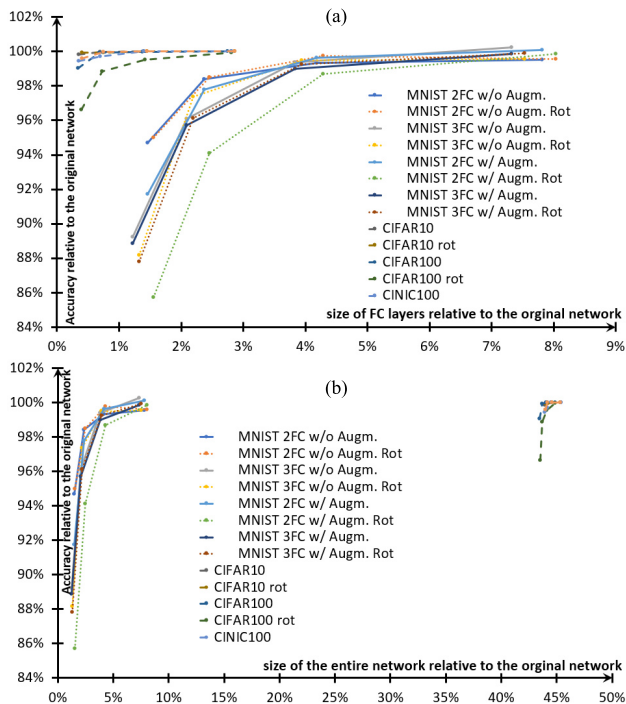 (a)
102%
100%
98%
96%
94%
92%
90%
88%
86%
84%
Accuracy relative to the original network
MNIST 2FC w/o Augm.
MNIST 2FC w/o Augm. Rot
MNIST 3FC w/o Augm.
MNIST 3FC w/o Augm. Rot
MNIST 2FC w/ Augm.
MNIST 2FC w/ Augm. Rot
MNIST 3FC w/ Augm.
MNIST 3FC w/ Augm. Rot
CIFAR10
CIFAR10 rot
CIFAR100
CIFAR100 rot
CINIC100
size of FC layers relative to the orginal network
0% 1% 2% 3% 4% 5% 6% 7% 8% 9%
(b)
102%
100%
98%
96%
94%
92%
90%
88%
86%
84%
Accuracy relative to the original network
MNIST 2FC w/o Augm.
MNIST 2FC w/o Augm. Rot
MNIST 3FC w/o Augm.
MNIST 3FC w/o Augm. Rot
MNIST 2FC w/ Augm.
MNIST 2FC w/ Augm. Rot
MNIST 3FC w/ Augm.
MNIST 3FC w/ Augm. Rot
CIFAR10
CIFAR10 rot
CIFAR100
CIFAR100 rot
CINIC100
size of the entire network relative to the orginal network
0% 5% 10% 15% 20% 25% 30% 35% 40% 45% 50%